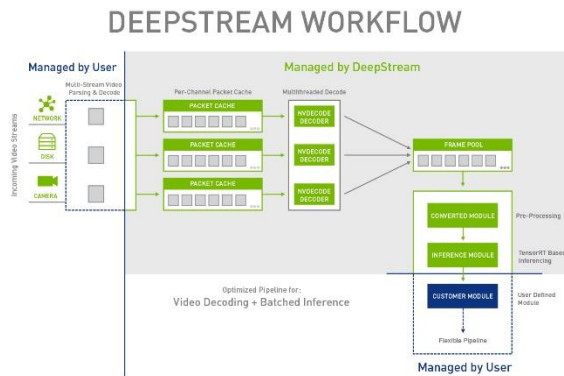 DEEPSTREAM WORKFLOW
Managed by User
Managed by DeepStream
Multi-Stream Video
Parsing & Decode
Per-Channel Packet Cache
Multithreaded Decode
Incoming Video Streams
NETWORK
DISK
CAMERA
PACKET CACHE
PACKET CACHE
PACKET CACHE
NVDECODE
DECODER
NVDECODE
DECODER
NVDECODE
DECODER
FRAME POOL
CONVERTED MODULE
Pre-Processing
INFERENCE MODULE
TensorRT Based
Inferencing
CUSTOMER MODULE
User Defined
Module
Optimized Pipeline for:
Video Decoding + Batched Inference
Flexible Pipeline
Managed by User